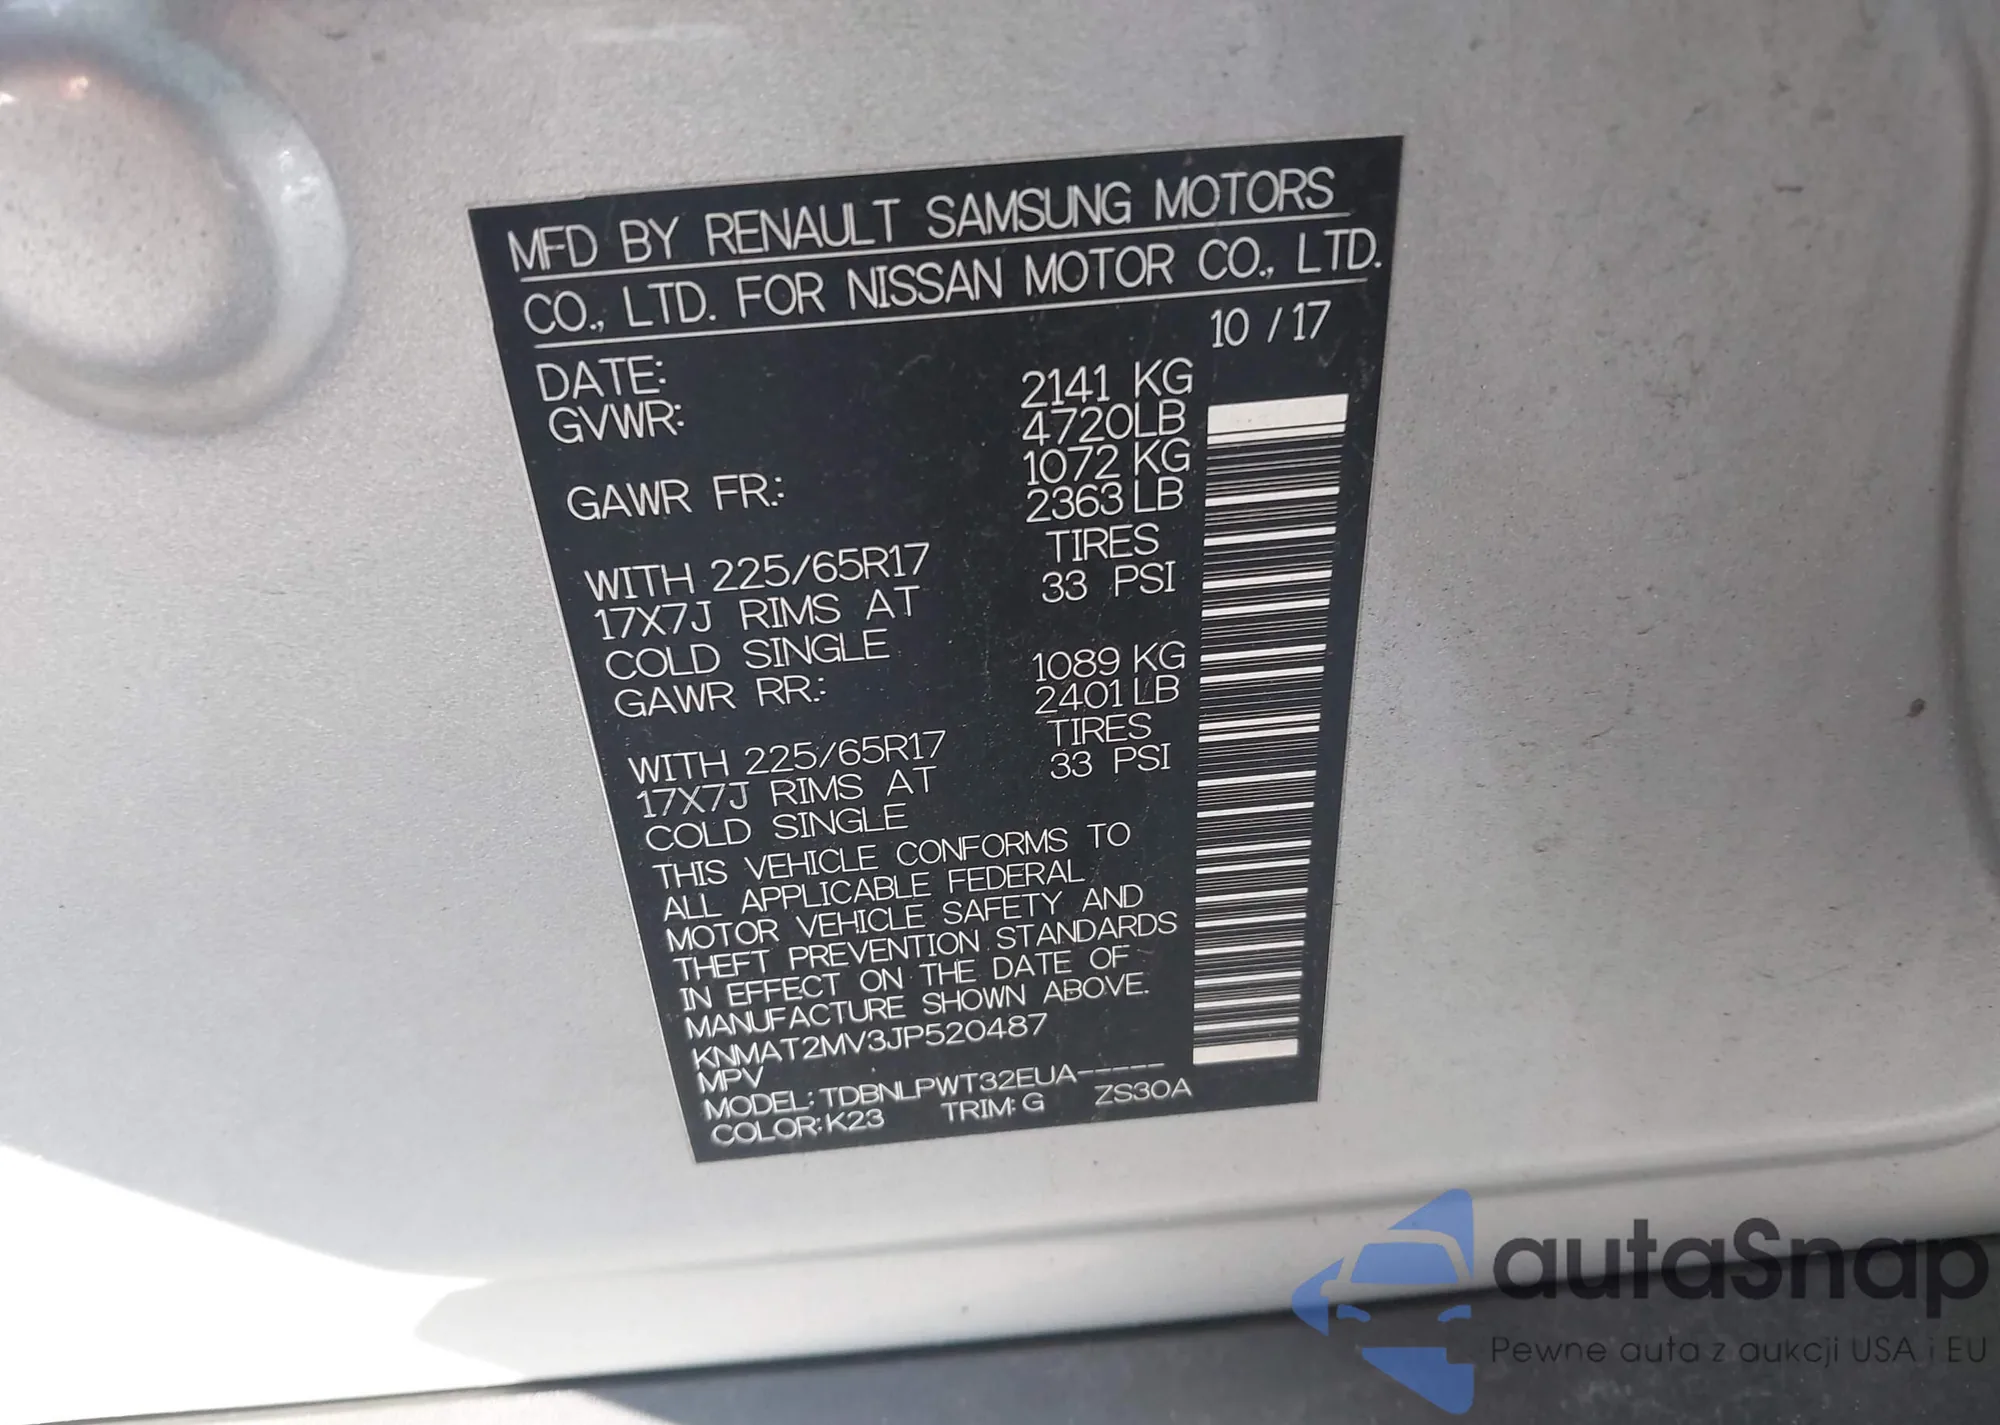 MFD BY RENAULT SAMSUNG MOTORS
CO., LTD. FOR NISSAN MOTOR CO., LTD.
DATE: 10 / 17
GVWR: 2141 KG
4720LB
GAWR FR.: 1072 KG
2363 LB
WITH 225/65R17 TIRES
17X7J RIMS AT 33 PSI
COLD SINGLE
GAWR RR.: 1089 KG
2401 LB
WITH 225/65R17 TIRES
17X7J RIMS AT 33 PSI
COLD SINGLE
THIS VEHICLE CONFORMS TO
ALL APPLICABLE FEDERAL
MOTOR VEHICLE SAFETY AND
THEFT PREVENTION STANDARDS
IN EFFECT ON THE DATE OF
MANUFACTURE SHOWN ABOVE.
KNMAT2MV3JP520487
MPV
MODEL: TDBNLPWT32EUA-----
COLOR: K23 TRIM: G ZS30A
autaSnap
Pewne auta z aukcji USA i EU